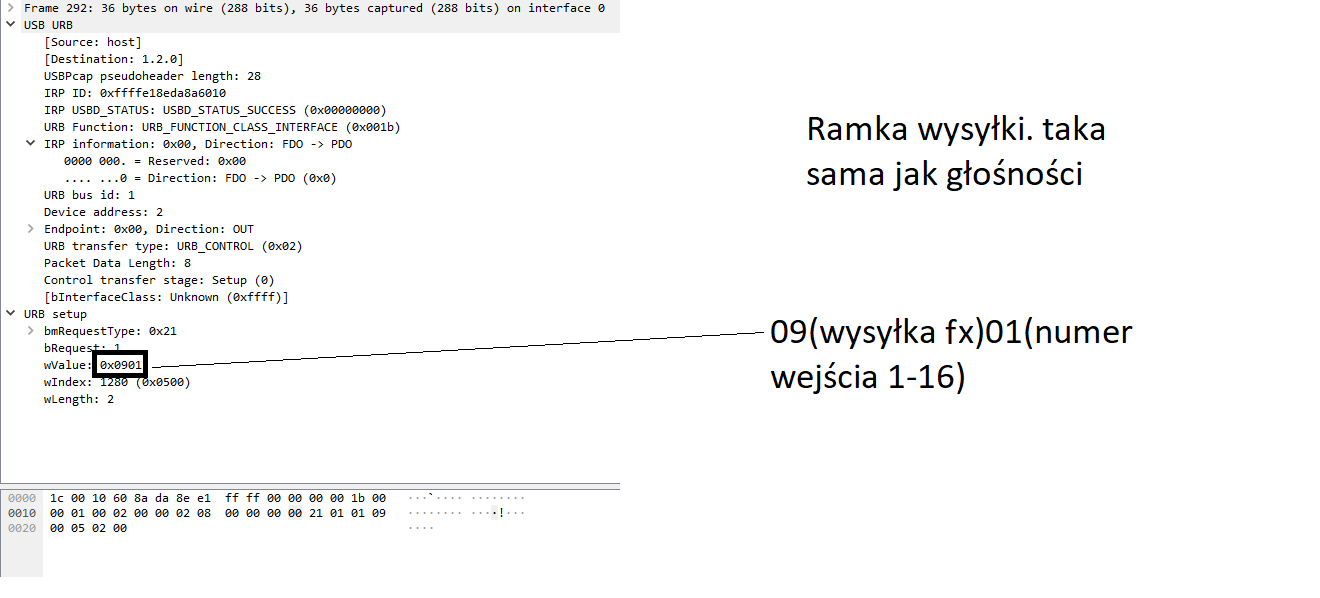 Frame 292: 36 bytes on wire (288 bits), 36 bytes captured (288 bits) on interface 0
USB URB
[Source: host]
[Destination: 1.2.0]
USBPcap pseudoheader length: 28
IRP ID: 0xffffe18eda8a6010
IRP USBD_STATUS: USBD_STATUS_SUCCESS (0x00000000)
URB Function: URB_FUNCTION_CLASS_INTERFACE (0x001b)
IRP information: 0x00, Direction: FDO -> PDO
0000 000. = Reserved: 0x00
.... ...0 = Direction: FDO -> PDO (0x0)
URB bus id: 1
Device address: 2
Endpoint: 0x00, Direction: OUT
URB transfer type: URB_CONTROL (0x02)
Packet Data Length: 8
Control transfer stage: Setup (0)
[bInterfaceClass: Unknown (0xffff)]
URB setup
bmRequestType: 0x21
bRequest: 1
wValue: 0x0901
wIndex: 1280 (0x0500)
wLength: 2
Ramka wysyłki. taka
sama jak głośności
09(wysyłka fx)01(numer
wejścia 1-16)
0000 1c 00 10 60 8a da 8e e1 ff ff 00 00 00 00 1b 00 ···`···· ········
0010 00 01 00 02 00 00 02 08 00 00 00 00 21 01 01 09 ········ ····!···
0020 00 05 02 00 ····